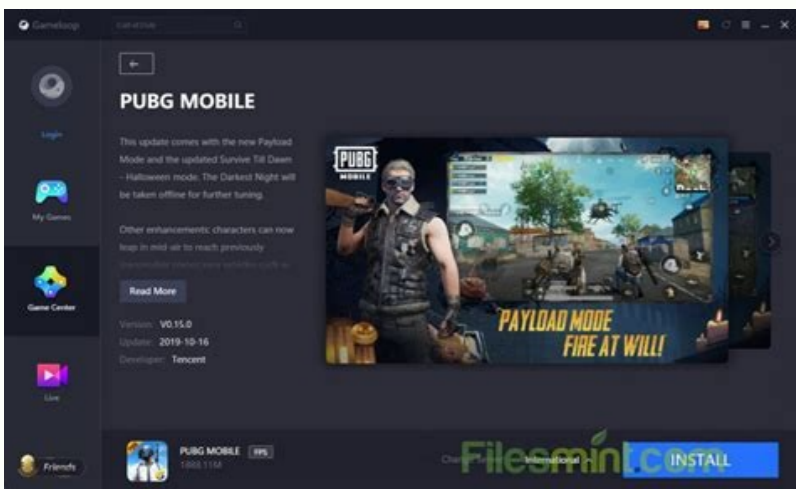 Gameloop
Login
My Games
Game Center
Live
Friends
←
PUBG MOBILE
This update comes with the new Payload
Mode and the updated Survive Till Dawn
- Halloween mode. The Darkest Night will
be taken offline for further tuning.
Other enhancements: characters can now
leap in mid-air to reach previously
Read More
Version: V0.15.0
Update: 2019-10-16
Developer: Tencent
PUBG
MOBILE
PAYLOAD MODE
FIRE AT WILL!
PUBG MOBILE FPS
1888.11M
International
INSTALL
Filesmint.com